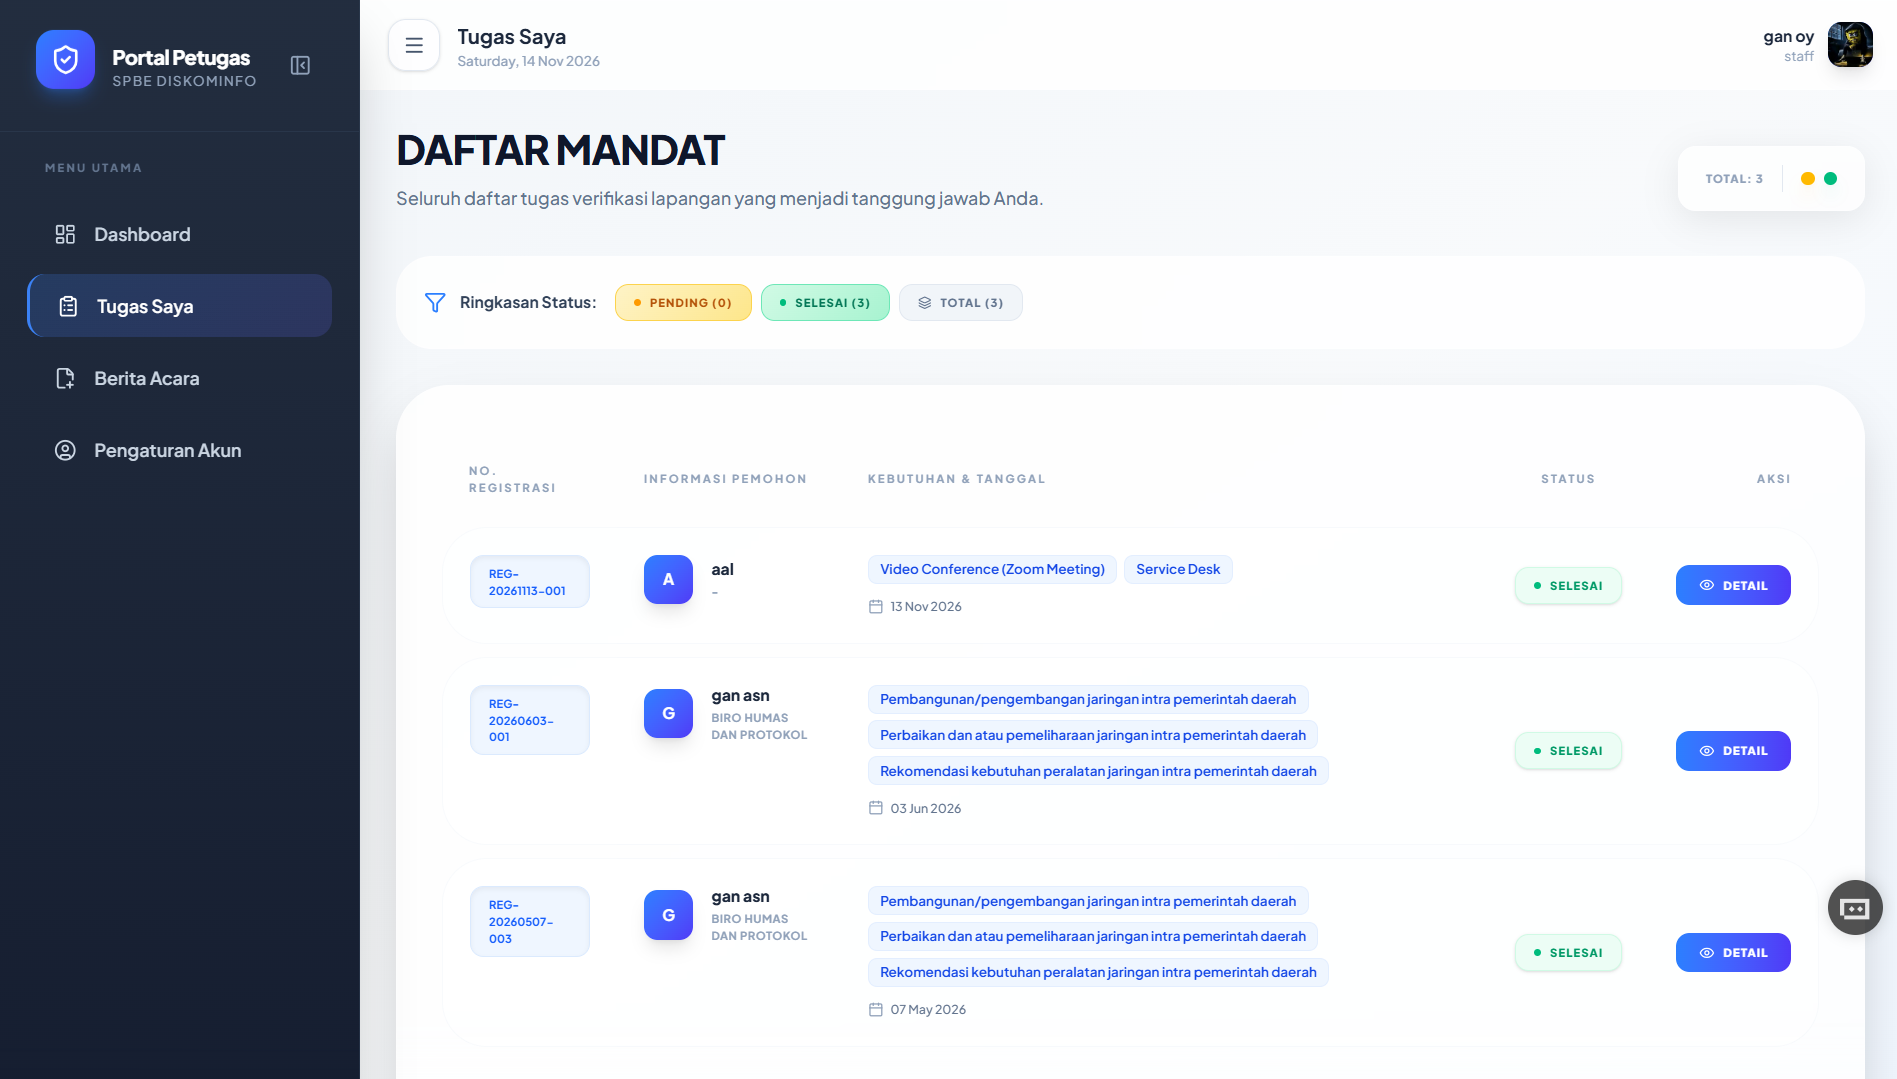 Portal Petugas
SPBE DISKOMINFO
MENU UTAMA
Dashboard
Tugas Saya
Berita Acara
Pengaturan Akun
Tugas Saya
Saturday, 14 Nov 2026
gan oy
staff
DAFTAR MANDAT
Seluruh daftar tugas verifikasi lapangan yang menjadi tanggung jawab Anda.
TOTAL: 3
Ringkasan Status:
PENDING (0)
SELESAI (3)
TOTAL (3)
NO.
REGISTRASI
INFORMASI PEMOHON
KEBUTUHAN & TANGGAL
STATUS
AKSI
REG-
20261113-001
A
aal
-
Video Conference (Zoom Meeting)
Service Desk
13 Nov 2026
SELESAI
DETAIL
REG-
20260603-
001
G
gan asn
BIRO HUMAS
DAN PROTOKOL
Pembangunan/pengembangan jaringan intra pemerintah daerah
Perbaikan dan atau pemeliharaan jaringan intra pemerintah daerah
Rekomendasi kebutuhan peralatan jaringan intra pemerintah daerah
03 Jun 2026
SELESAI
DETAIL
REG-
20260507-
003
G
gan asn
BIRO HUMAS
DAN PROTOKOL
Pembangunan/pengembangan jaringan intra pemerintah daerah
Perbaikan dan atau pemeliharaan jaringan intra pemerintah daerah
Rekomendasi kebutuhan peralatan jaringan intra pemerintah daerah
07 May 2026
SELESAI
DETAIL